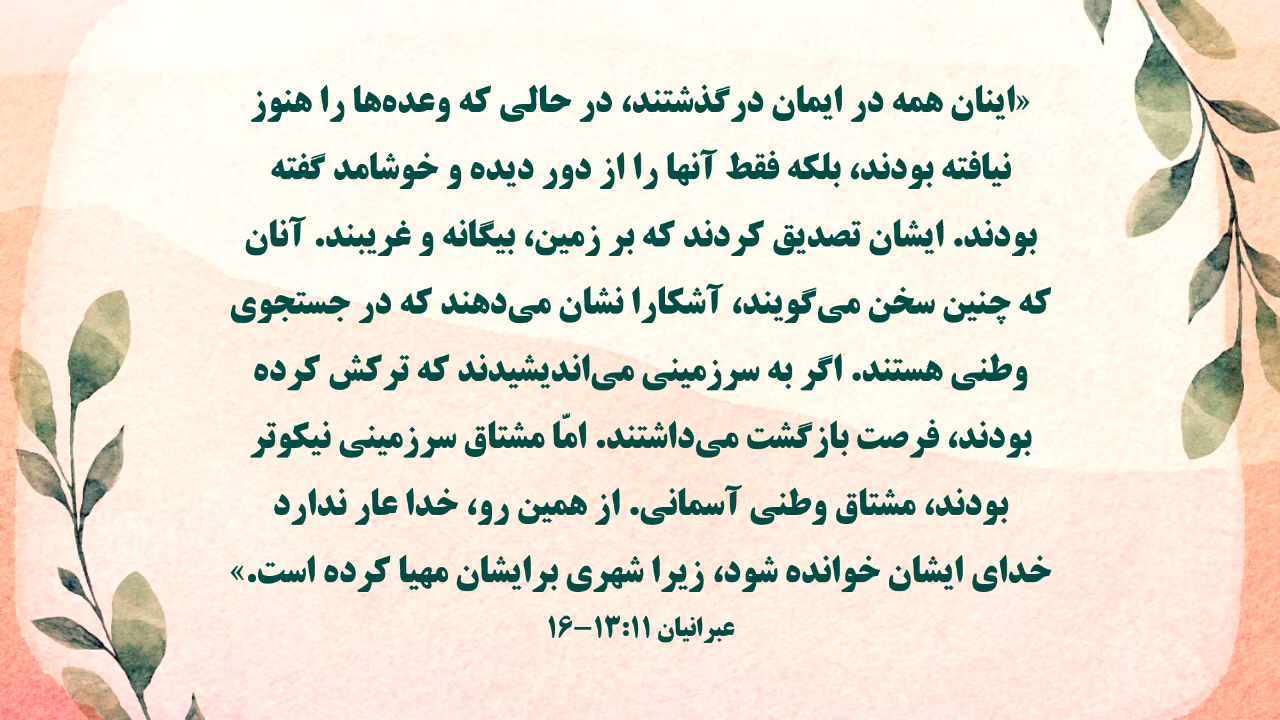 «اینان همه در ایمان درگذشتند، در حالی که وعده‌ها را هنوز
نیافته بودند، بلکه فقط آنها را از دور دیده و خوشامد گفته
بودند. ایشان تصدیق کردند که بر زمین، بیگانه و غریبند. آنان
که چنین سخن می‌گویند، آشکارا نشان می‌دهند که در جستجوی
وطنی هستند. اگر به سرزمینی می‌اندیشیدند که ترکش کرده
بودند، فرصت بازگشت می‌داشتند. امّا مشتاق سرزمینی نیکوتر
بودند، مشتاق وطنی آسمانی. از همین رو، خدا عار ندارد
خدای ایشان خوانده شود، زیرا شهری برایشان مهیا کرده است.»
عبرانیان ۱۱:‏۱۳-۱۶